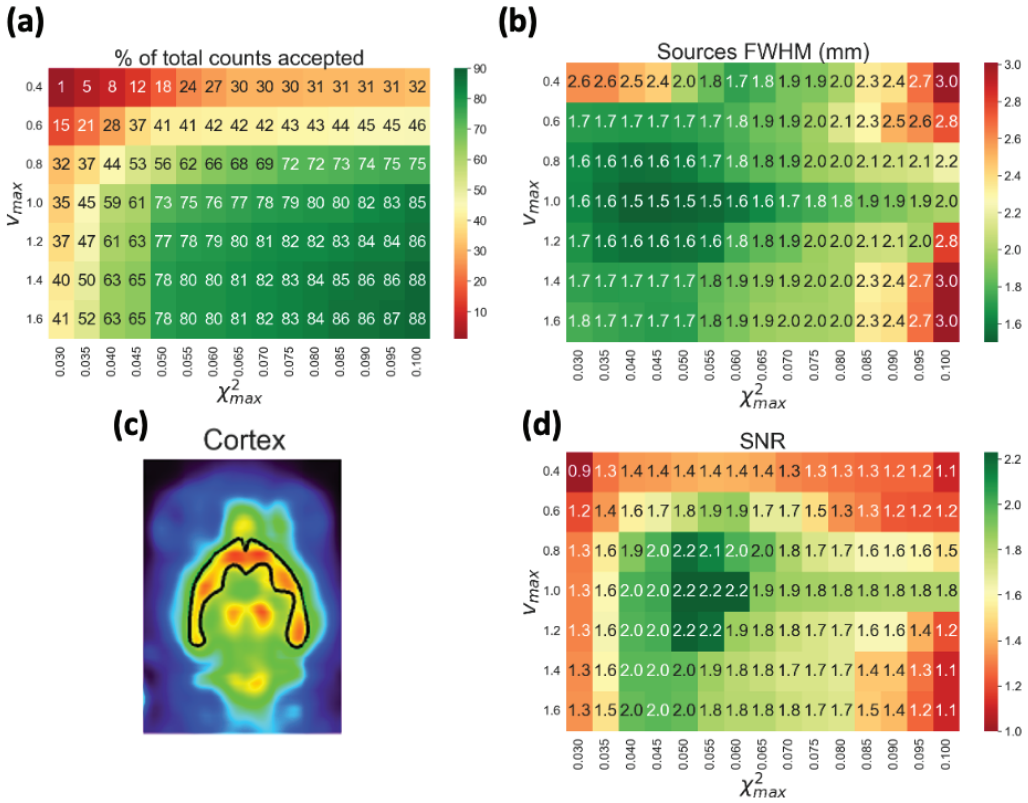 (a)
% of total counts accepted
0.4 1 5 8 12 18 24 27 30 30 30 31 31 31 31 32
0.6 15 21 28 37 41 41 42 42 42 43 43 44 45 45 46
0.8 32 37 44 53 56 62 66 68 69 72 72 73 74 75 75
1.0 35 45 59 61 73 75 76 77 78 79 80 80 82 83 85
1.2 37 47 61 63 77 78 79 80 81 82 82 83 84 84 86
1.4 40 50 63 65 78 80 80 81 82 83 84 85 86 86 88
1.6 41 52 63 65 78 80 80 81 82 83 84 86 86 87 88
νmax
0.030 0.035 0.040 0.045 0.050 0.055 0.060 0.065 0.070 0.075 0.080 0.085 0.090 0.095 0.100
χ²max
90
80
70
60
50
40
30
20
10
(b)
Sources FWHM (mm)
0.4 2.6 2.6 2.5 2.4 2.0 1.8 1.7 1.8 1.9 1.9 2.0 2.3 2.4 2.7 3.0
0.6 1.7 1.7 1.7 1.7 1.7 1.7 1.8 1.9 1.9 2.0 2.1 2.3 2.5 2.6 2.8
0.8 1.6 1.6 1.6 1.6 1.6 1.7 1.8 1.8 1.9 2.0 2.0 2.1 2.1 2.1 2.2
1.0 1.6 1.6 1.5 1.5 1.5 1.5 1.6 1.6 1.7 1.8 1.8 1.9 1.9 1.9 2.0
1.2 1.7 1.6 1.6 1.6 1.6 1.6 1.8 1.8 1.9 2.0 2.0 2.1 2.1 2.0 2.8
1.4 1.7 1.7 1.7 1.7 1.7 1.8 1.9 1.9 1.9 2.0 2.0 2.3 2.4 2.7 3.0
1.6 1.8 1.7 1.7 1.7 1.7 1.8 1.9 1.9 2.0 2.0 2.0 2.3 2.4 2.7 3.0
νmax
0.030 0.035 0.040 0.045 0.050 0.055 0.060 0.065 0.070 0.075 0.080 0.085 0.090 0.095 0.100
χ²max
3.0
2.8
2.6
2.4
2.2
2.0
1.8
1.6
(c)
Cortex
(d)
SNR
0.4 0.9 1.3 1.4 1.4 1.4 1.4 1.4 1.4 1.3 1.3 1.3 1.3 1.2 1.2 1.1
0.6 1.2 1.4 1.6 1.7 1.8 1.9 1.9 1.7 1.7 1.5 1.3 1.3 1.2 1.2 1.2
0.8 1.3 1.6 1.9 2.0 2.2 2.1 2.0 2.0 1.8 1.7 1.7 1.6 1.6 1.6 1.5
1.0 1.3 1.6 2.0 2.0 2.2 2.2 2.2 1.9 1.9 1.8 1.8 1.8 1.8 1.8 1.8
1.2 1.3 1.6 2.0 2.0 2.2 2.2 1.9 1.8 1.8 1.7 1.7 1.6 1.6 1.4 1.2
1.4 1.3 1.6 2.0 2.0 2.0 1.9 1.8 1.8 1.8 1.7 1.7 1.4 1.4 1.3 1.1
1.6 1.3 1.5 2.0 2.0 2.0 1.8 1.8 1.8 1.8 1.7 1.7 1.5 1.4 1.2 1.1
νmax
0.030 0.035 0.040 0.045 0.050 0.055 0.060 0.065 0.070 0.075 0.080 0.085 0.090 0.095 0.100
χ²max
2.2
2.0
1.8
1.6
1.4
1.2
1.0